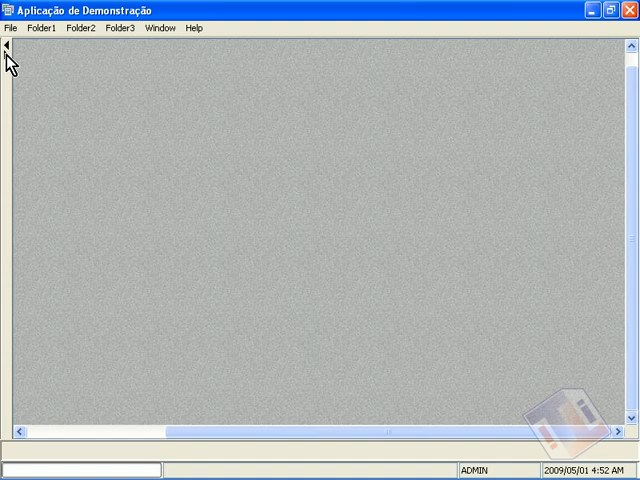 Aplicação de Demonstração
File Folder1 Folder2 Folder3 Window Help
ADMIN 2009/05/01 4:52 AM